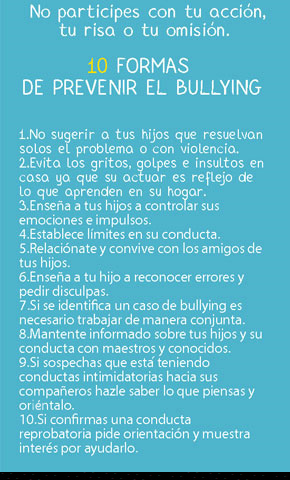 No participes con tu acción,
tu risa o tu omisión.
10 FORMAS
DE PREVENIR EL BULLYING
1.No sugerir a tus hijos que resuelvan
solos el problema o con violencia.
2.Evita los gritos, golpes e insultos en
casa ya que su actuar es reflejo de
lo que aprenden en su hogar.
3.Enseña a tus hijos a controlar sus
emociones e impulsos.
4.Establece límites en su conducta.
5.Relaciónate y convive con los amigos de
tus hijos.
6.Enseña a tu hijo a reconocer errores y
pedir disculpas.
7.Si se identifica un caso de bullying es
necesario trabajar de manera conjunta.
8.Mantente informado sobre tus hijos y su
conducta con maestros y conocidos.
9.Si sospechas que está teniendo
conductas intimidatorias hacia sus
compañeros hazle saber lo que piensas y
oriéntalo.
10.Si confirmas una conducta
reprobatoria pide orientación y muestra
interés por ayudarlo.